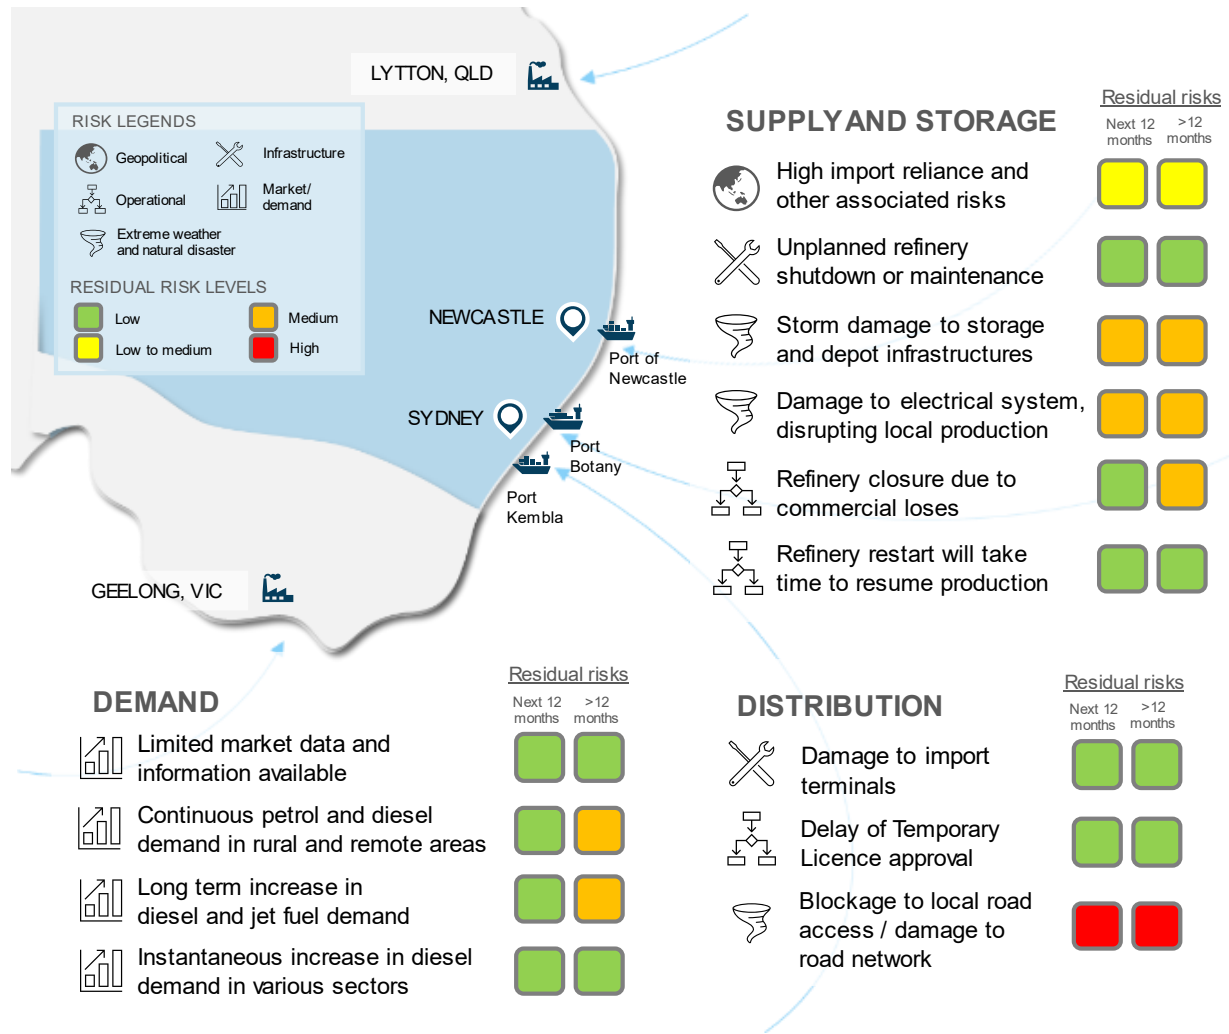 LYTTON, QLD
RISK LEGENDS
Geopolitical
Infrastructure
Operational
Market/
demand
Extreme weather
and natural disaster
RESIDUAL RISK LEVELS
Low
Medium
Low to medium
High
NEWCASTLE
Port of
Newcastle
SYDNEY
Port
Botany
Port
Kembla
GEELONG, VIC
SUPPLY AND STORAGE
Residual risks
Next 12
months
>12
months
High import reliance and
other associated risks
Unplanned refinery
shutdown or maintenance
Storm damage to storage
and depot infrastructures
Damage to electrical system,
disrupting local production
Refinery closure due to
commercial loses
Refinery restart will take
time to resume production
DEMAND
Residual risks
Next 12
months
>12
months
Limited market data and
information available
Continuous petrol and diesel
demand in rural and remote areas
Long term increase in
diesel and jet fuel demand
Instantaneous increase in diesel
demand in various sectors
DISTRIBUTION
Residual risks
Next 12
months
>12
months
Damage to import
terminals
Delay of Temporary
Licence approval
Blockage to local road
access / damage to
road network